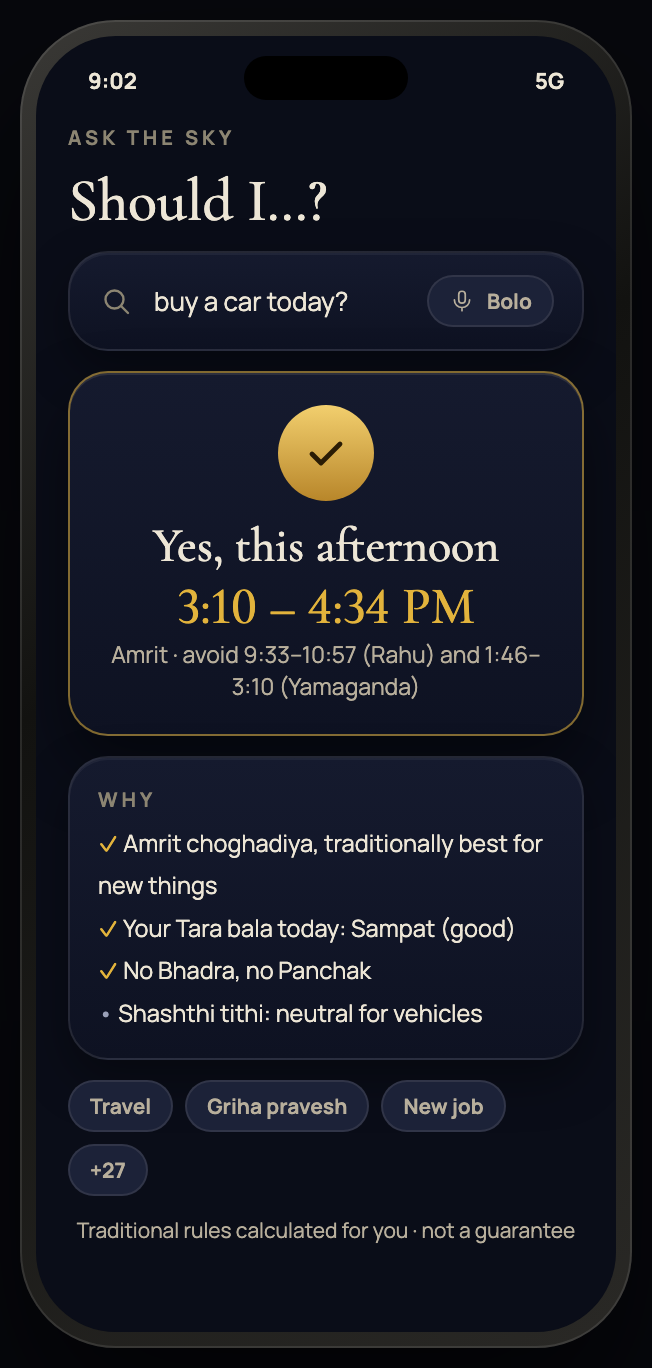 9:02
5G
ASK THE SKY
Should I...?
buy a car today?
Bolo
Yes, this afternoon
3:10 – 4:34 PM
Amrit · avoid 9:33–10:57 (Rahu) and 1:46–
3:10 (Yamaganda)
WHY
✓ Amrit choghadiya, traditionally best for
new things
✓ Your Tara bala today: Sampat (good)
✓ No Bhadra, no Panchak
• Shashthi tithi: neutral for vehicles
Travel
Griha pravesh
New job
+27
Traditional rules calculated for you · not a guarantee